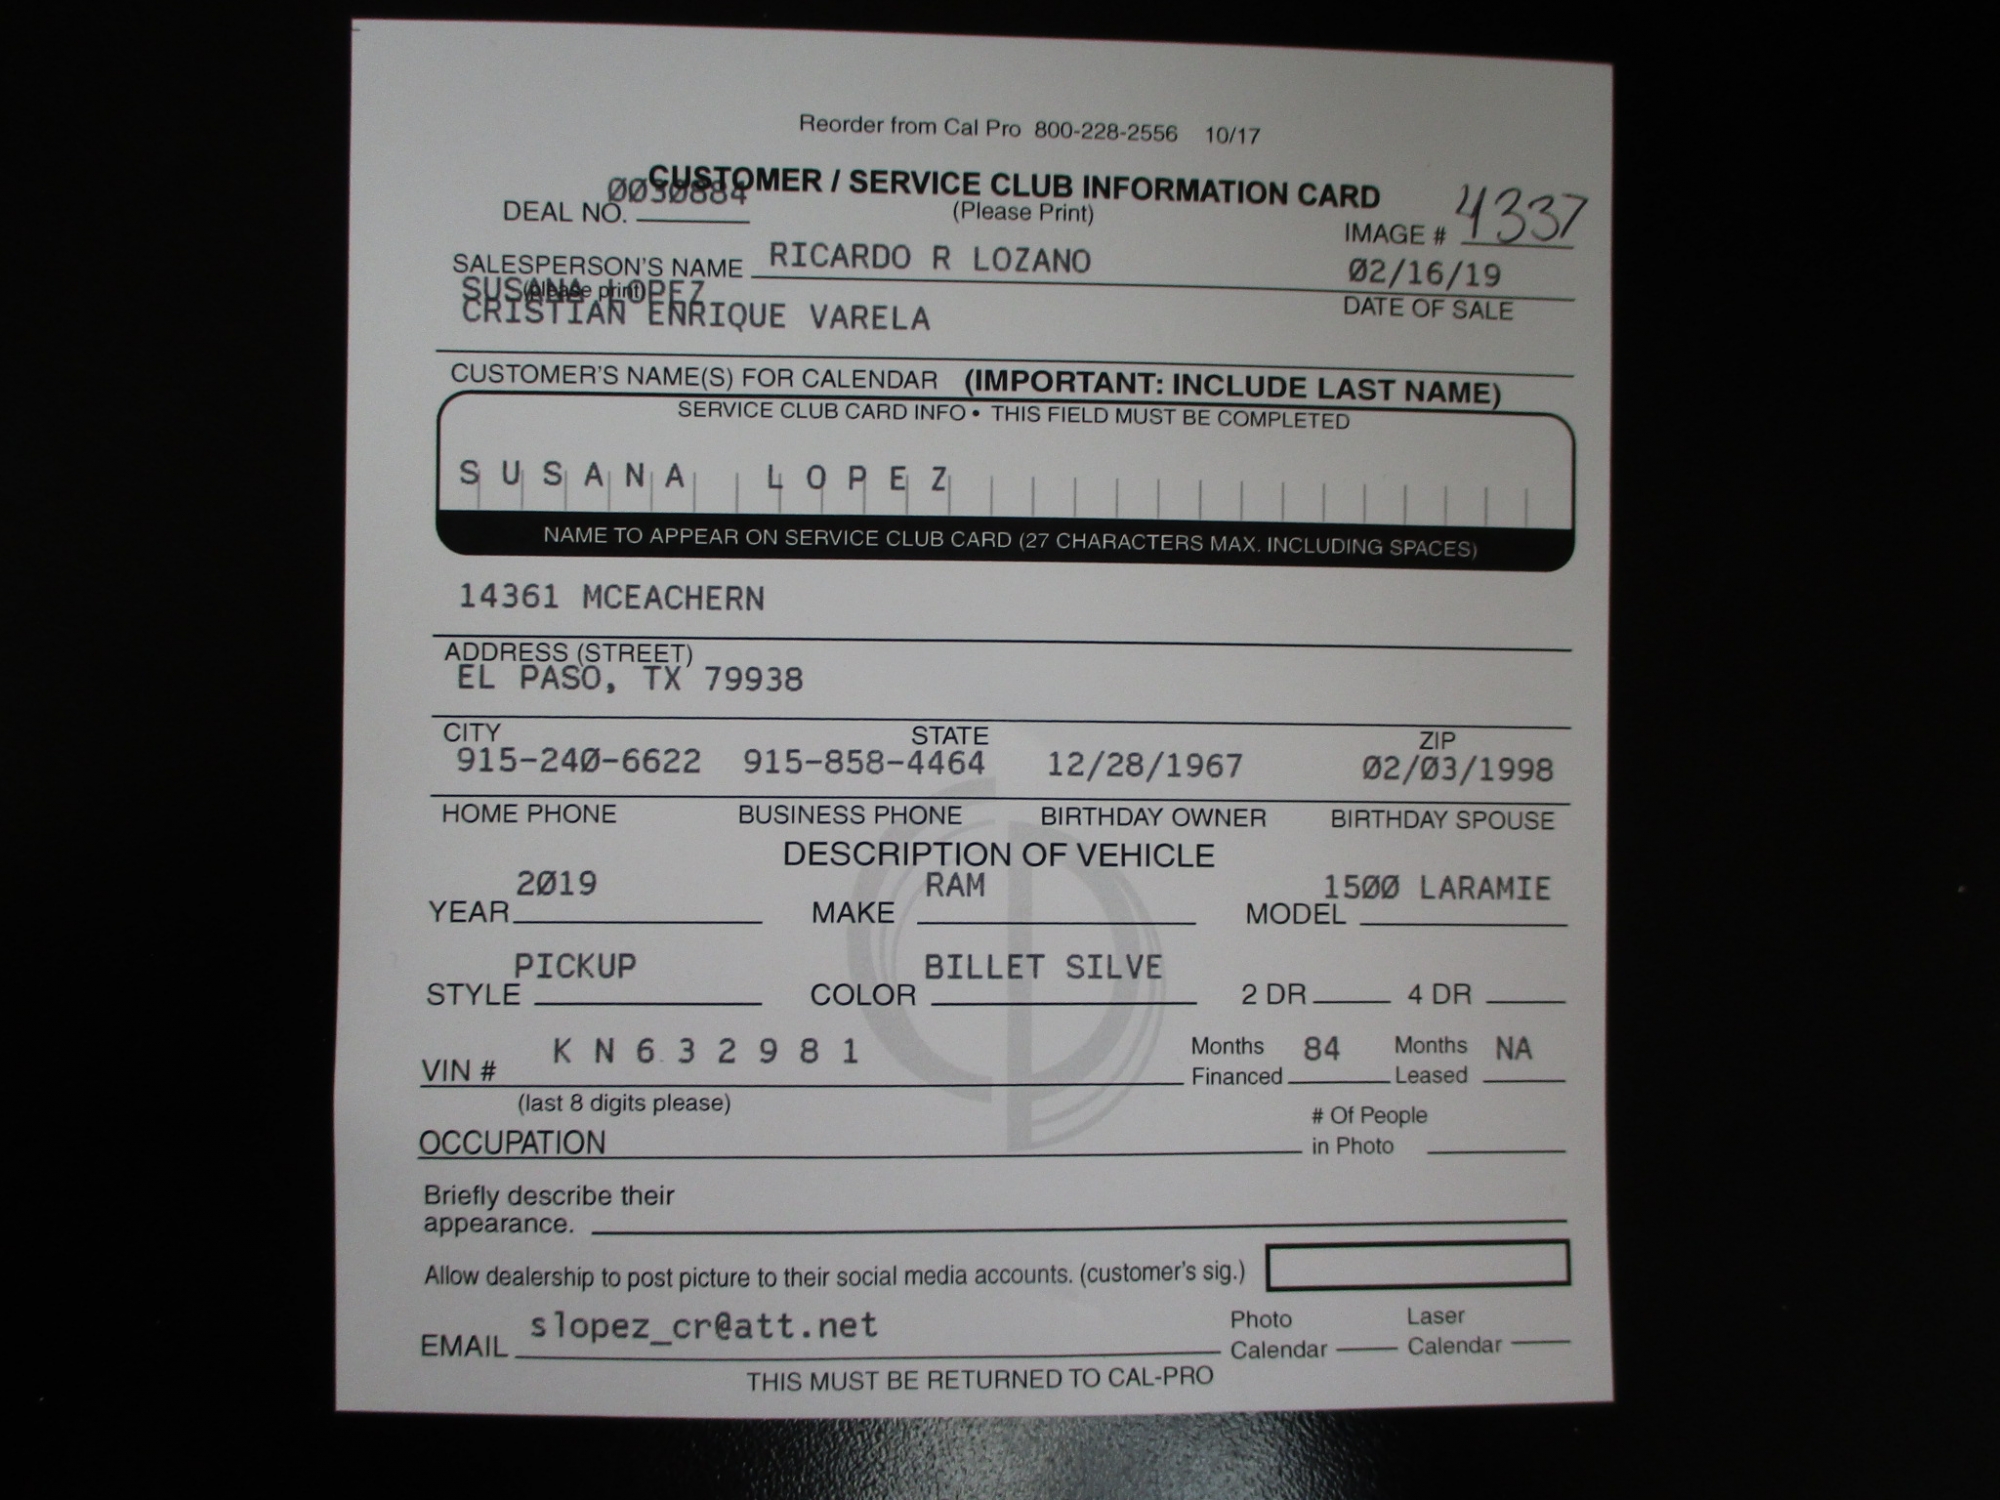 Reorder from Cal Pro 800-228-2556 10/17
CUSTOMER / SERVICE CLUB INFORMATION CARD
(Please Print)
DEAL NO. 0030884
IMAGE # 4337
SALESPERSON'S NAME RICARDO R LOZANO 02/16/19
(please print) DATE OF SALE
SUSANA LOPEZ
CRISTIAN ENRIQUE VARELA
CUSTOMER'S NAME(S) FOR CALENDAR (IMPORTANT: INCLUDE LAST NAME)
SERVICE CLUB CARD INFO • THIS FIELD MUST BE COMPLETED
SUSANA LOPEZ
NAME TO APPEAR ON SERVICE CLUB CARD (27 CHARACTERS MAX. INCLUDING SPACES)
14361 MCEACHERN
ADDRESS (STREET)
EL PASO, TX 79938
CITY STATE ZIP
915-240-6622 915-858-4464 12/28/1967 02/03/1998
HOME PHONE BUSINESS PHONE BIRTHDAY OWNER BIRTHDAY SPOUSE
DESCRIPTION OF VEHICLE
YEAR 2019 MAKE RAM MODEL 1500 LARAMIE
STYLE PICKUP COLOR BILLET SILVE 2 DR 4 DR
VIN # KN632981 Months Financed 84 Months Leased NA
(last 8 digits please)
OCCUPATION # Of People in Photo
Briefly describe their
appearance.
Allow dealership to post picture to their social media accounts. (customer's sig.)
EMAIL slopez_cr@att.net Photo Calendar Laser Calendar
THIS MUST BE RETURNED TO CAL-PRO